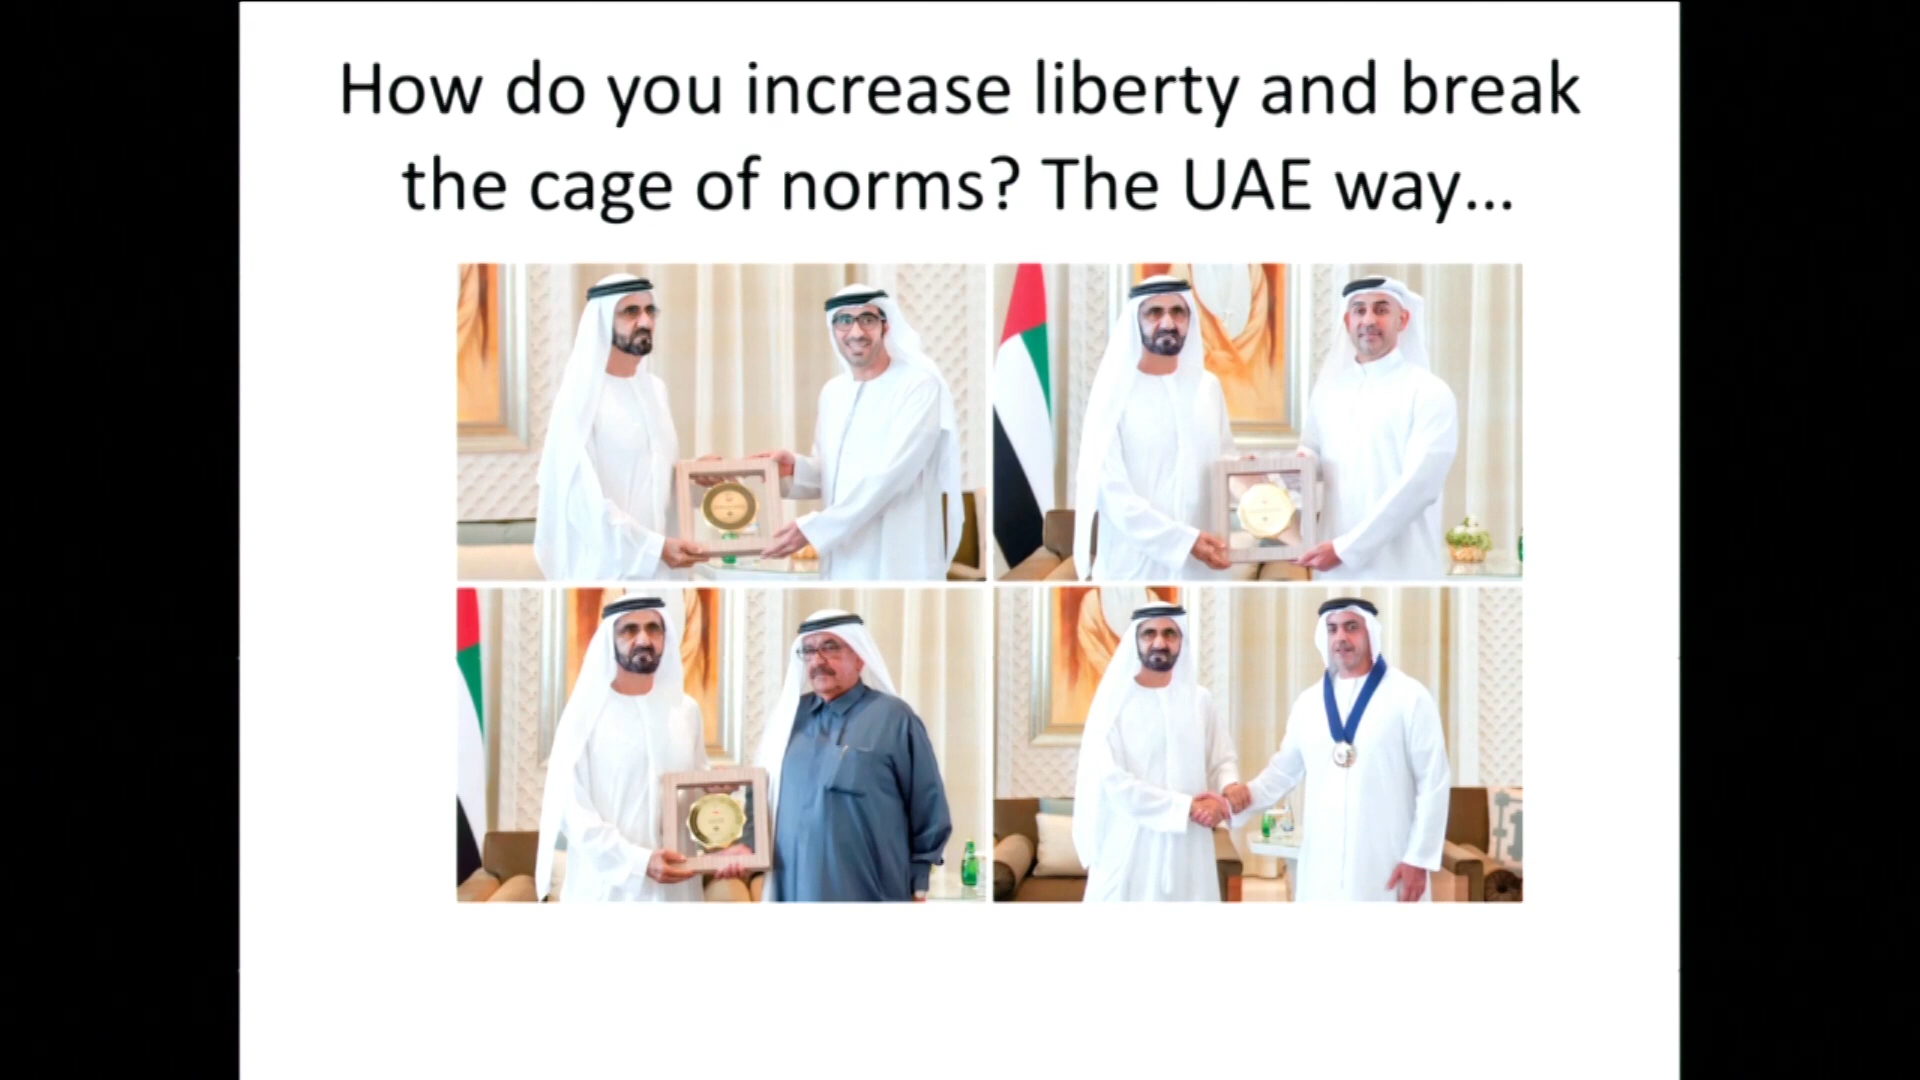 How do you increase liberty and break
the cage of norms? The UAE way...